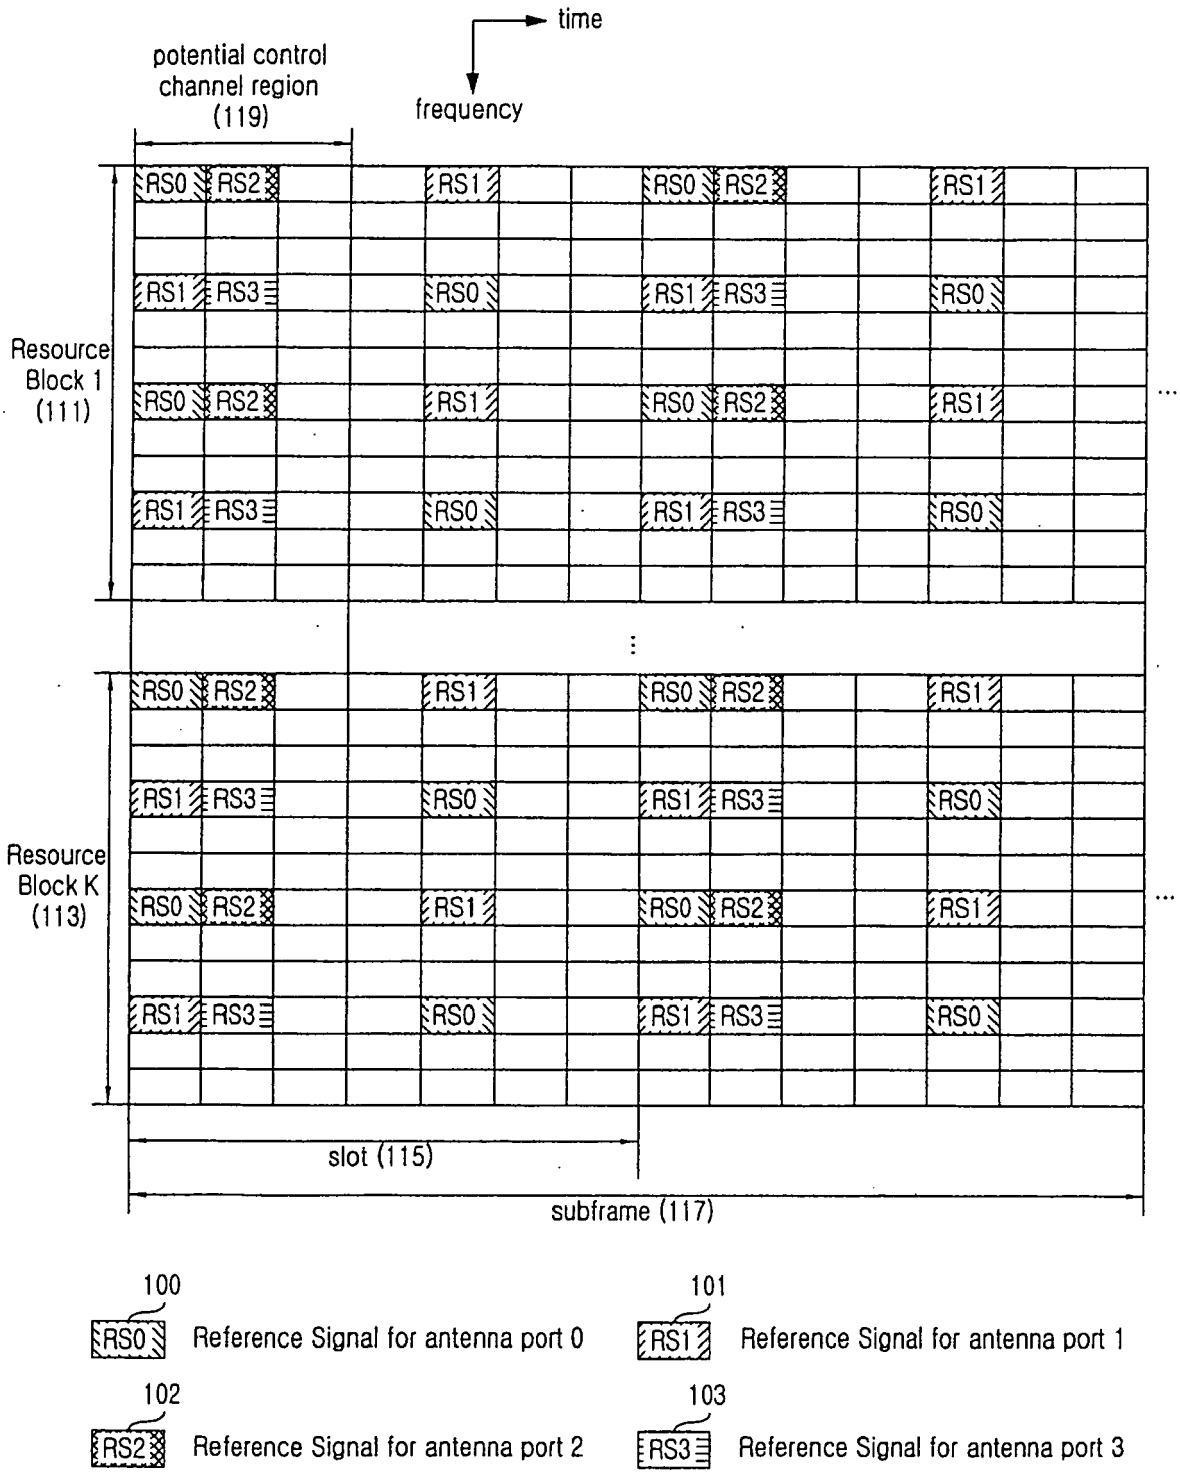 time
potential control
channel region
(119)
frequency
RS0 RS2 RS1 RS0 RS2 RS1
RS1 RS3 RS0 RS1 RS3 RS0
Resource
Block 1
(111)
RS0 RS2 RS1 RS0 RS2 RS1
...
RS1 RS3 RS0 RS1 RS3 RS0
...
RS0 RS2 RS1 RS0 RS2 RS1
RS1 RS3 RS0 RS1 RS3 RS0
Resource
Block K
(113)
RS0 RS2 RS1 RS0 RS2 RS1
...
RS1 RS3 RS0 RS1 RS3 RS0
slot (115)
subframe (117)
100
RS0 Reference Signal for antenna port 0
101
RS1 Reference Signal for antenna port 1
102
RS2 Reference Signal for antenna port 2
103
RS3 Reference Signal for antenna port 3